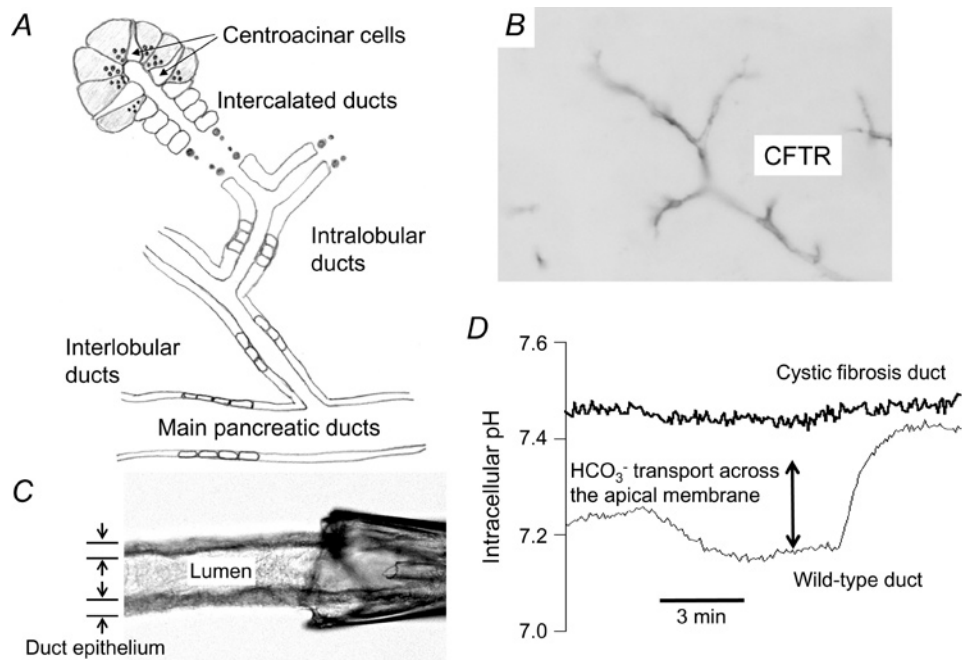 A
Centroacinar cells
Intercalated ducts
Intralobular
ducts
Interlobular
ducts
Main pancreatic ducts
B
CFTR
C
Lumen
Duct epithelium
D
7.6
7.4
7.2
7.0
Intracellular pH
Cystic fibrosis duct
HCO₃⁻ transport across
the apical membrane
Wild-type duct
3 min